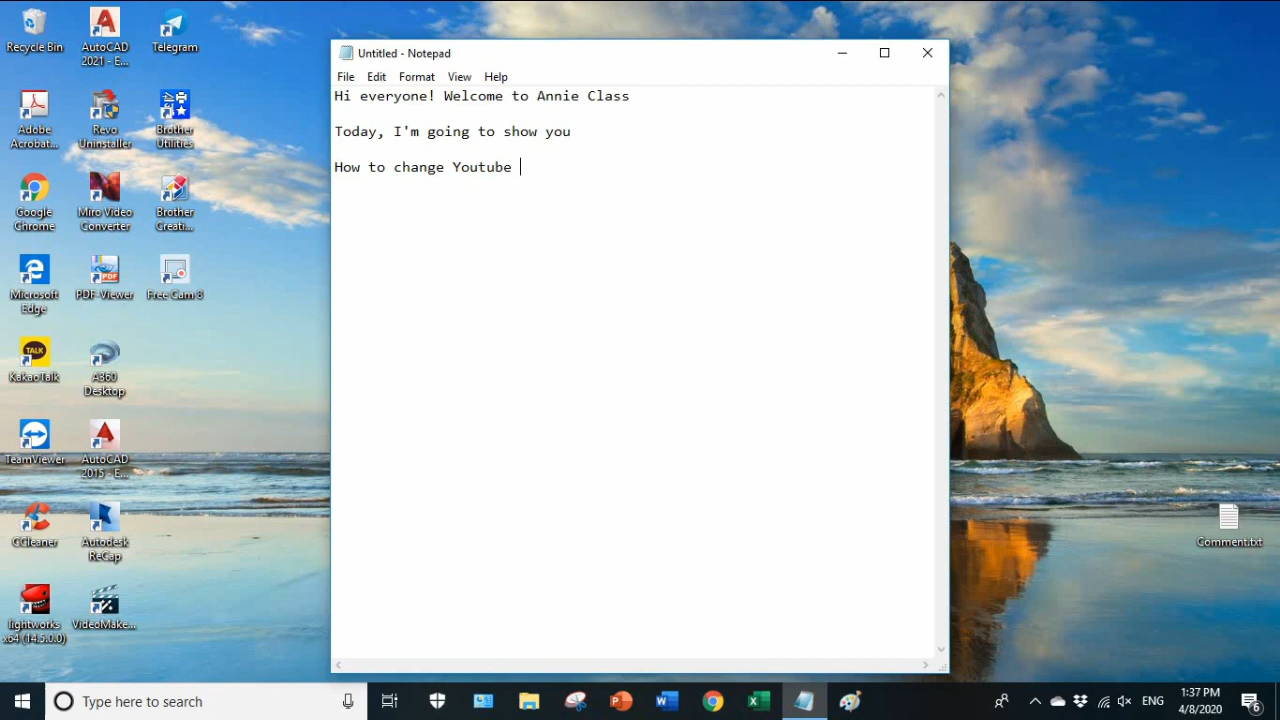 Recycle Bin
AutoCAD
2021 - E...
Telegram
Adobe
Acrobat...
Revo
Uninstaller
Brother
Utilities
Google
Chrome
Miro Video
Converter
Brother
Creati...
Microsoft
Edge
PDF-Viewer
Free Cam 8
TALK
KakaoTalk
A360
Desktop
TeamViewer
AutoCAD
2015 - E...
CCleaner
Autodesk
ReCap
lightworks
x64 (14.5.0.0)
VideoMake...
Untitled - Notepad
File Edit Format View Help
Hi everyone! Welcome to Annie Class
Today, I'm going to show you
How to change Youtube
Comment.txt
Type here to search
ENG
1:37 PM
4/8/2020
6